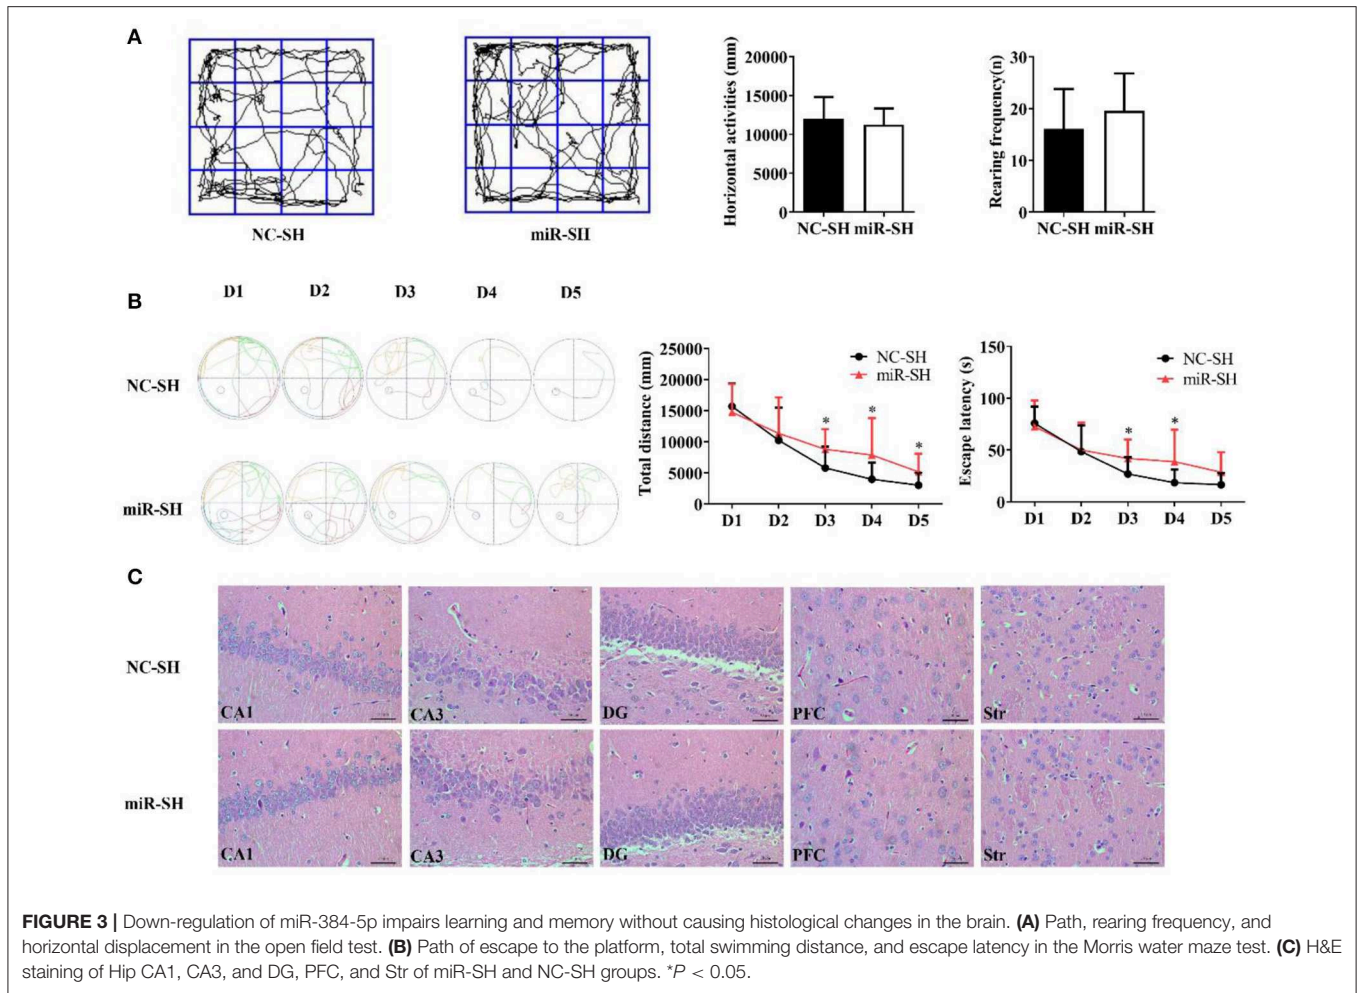 A
NC-SH
miR-SH
Horizontal activities (mm)
20000
15000
10000
5000
0
NC-SH miR-SH
Rearing frequency(n)
30
20
10
0
NC-SH miR-SH
B
D1 D2 D3 D4 D5
NC-SH
miR-SH
Total distance (mm)
25000
20000
15000
10000
5000
0
NC-SH
miR-SH
* * *
D1 D2 D3 D4 D5
Escape latency (s)
150
100
50
0
NC-SH
miR-SH
* *
D1 D2 D3 D4 D5
C
NC-SH
CA1 CA3 DG PFC Str
miR-SH
CA1 CA3 DG PFC Str
FIGURE 3 | Down-regulation of miR-384-5p impairs learning and memory without causing histological changes in the brain. (A) Path, rearing frequency, and
horizontal displacement in the open field test. (B) Path of escape to the platform, total swimming distance, and escape latency in the Morris water maze test. (C) H&E
staining of Hip CA1, CA3, and DG, PFC, and Str of miR-SH and NC-SH groups. *P < 0.05.